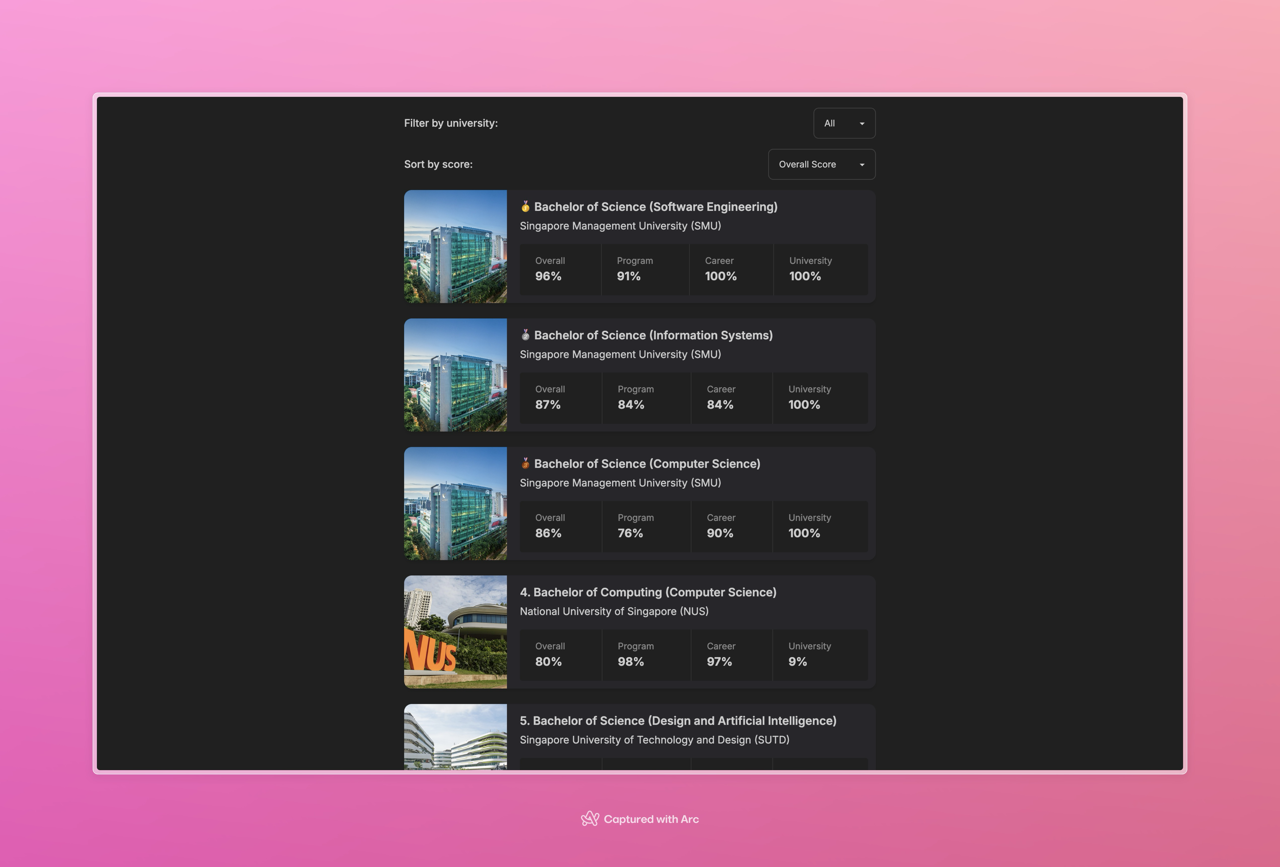 Filter by university:
All
Sort by score:
Overall Score
🥇 Bachelor of Science (Software Engineering)
Singapore Management University (SMU)
Overall Program Career University
96% 91% 100% 100%
🥈 Bachelor of Science (Information Systems)
Singapore Management University (SMU)
Overall Program Career University
87% 84% 84% 100%
🥉 Bachelor of Science (Computer Science)
Singapore Management University (SMU)
Overall Program Career University
86% 76% 90% 100%
4. Bachelor of Computing (Computer Science)
National University of Singapore (NUS)
NUS
Overall Program Career University
80% 98% 97% 9%
5. Bachelor of Science (Design and Artificial Intelligence)
Singapore University of Technology and Design (SUTD)
Captured with Arc